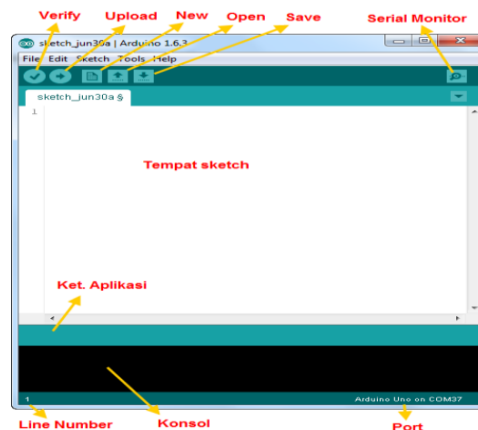 Verify Upload New Open Save Serial Monitor
sketch_jun30a | Arduino 1.6.3
File Edit Sketch Tools Help
sketch_jun30a §
1
Tempat sketch
Ket. Aplikasi
1 Arduino Uno on COM37
Line Number Konsol Port